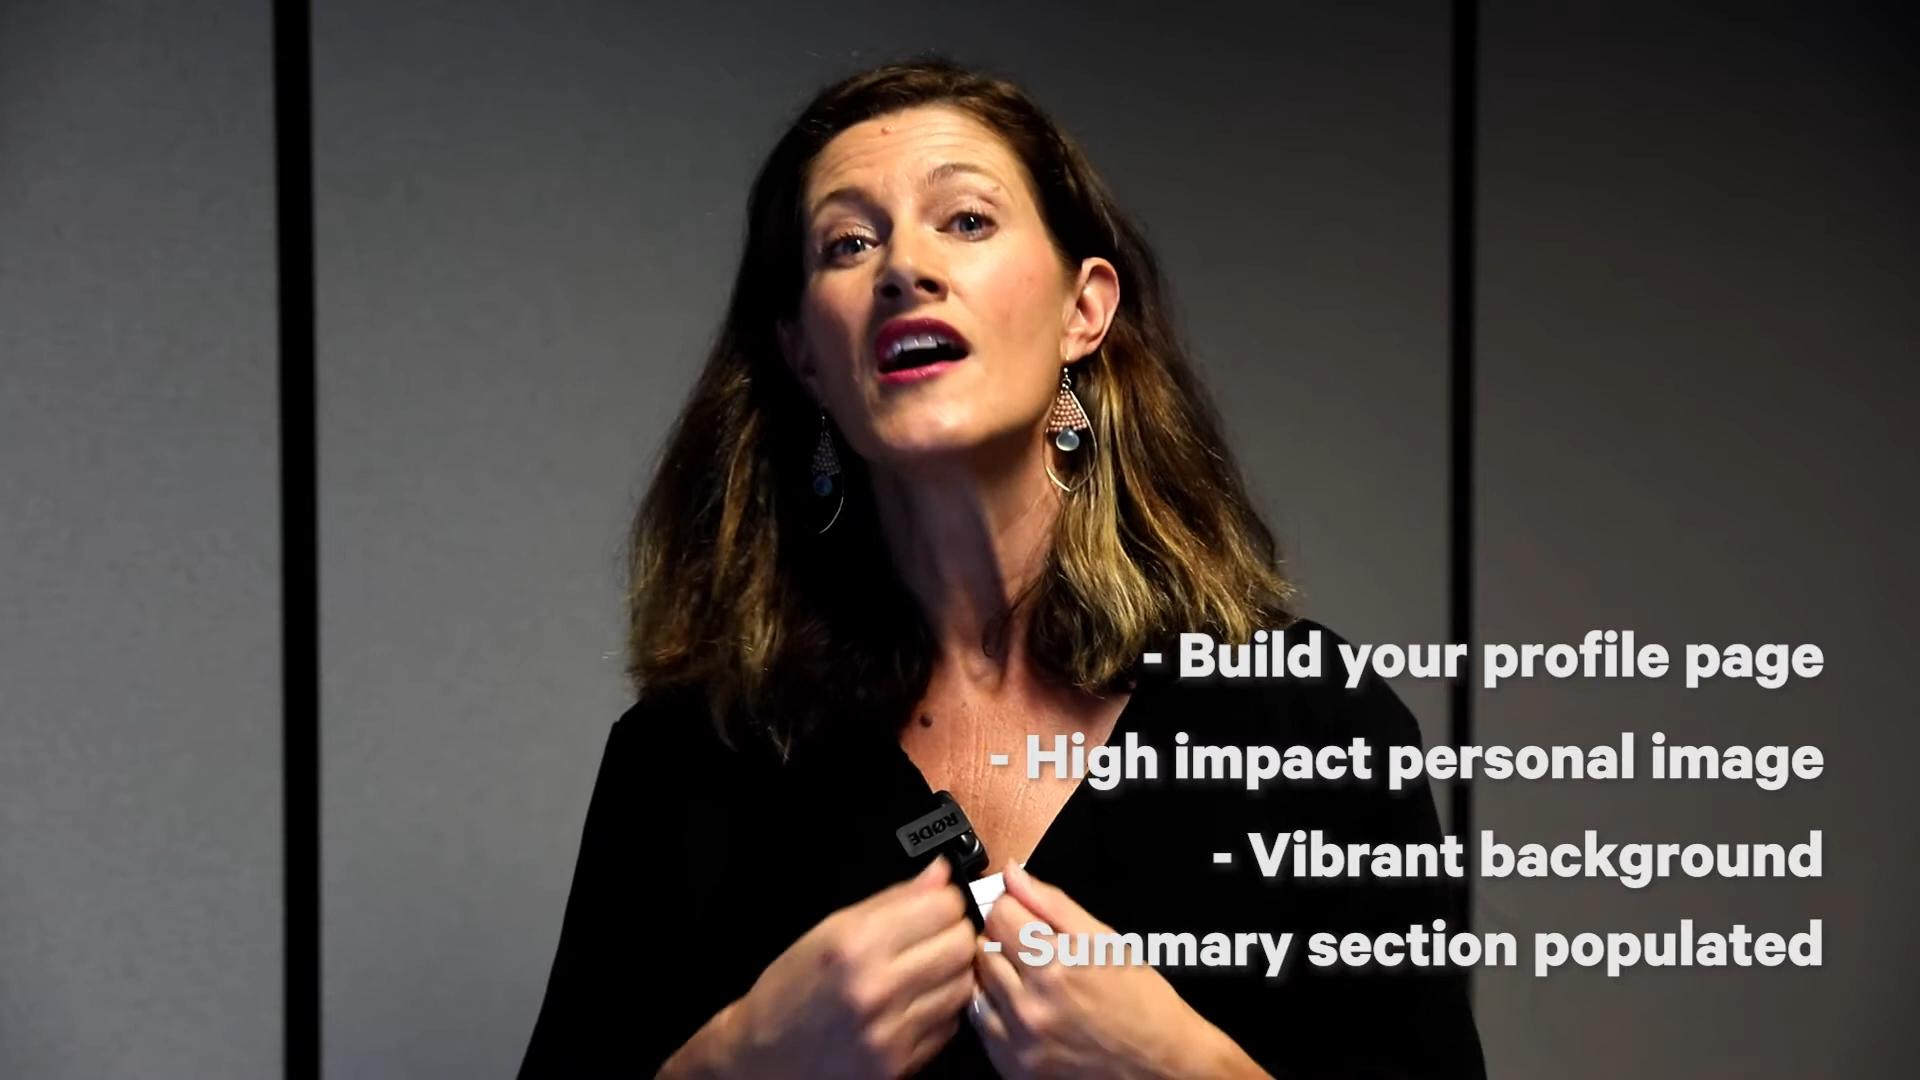 - Build your profile page
- High impact personal image
RØDE
- Vibrant background
- Summary section populated